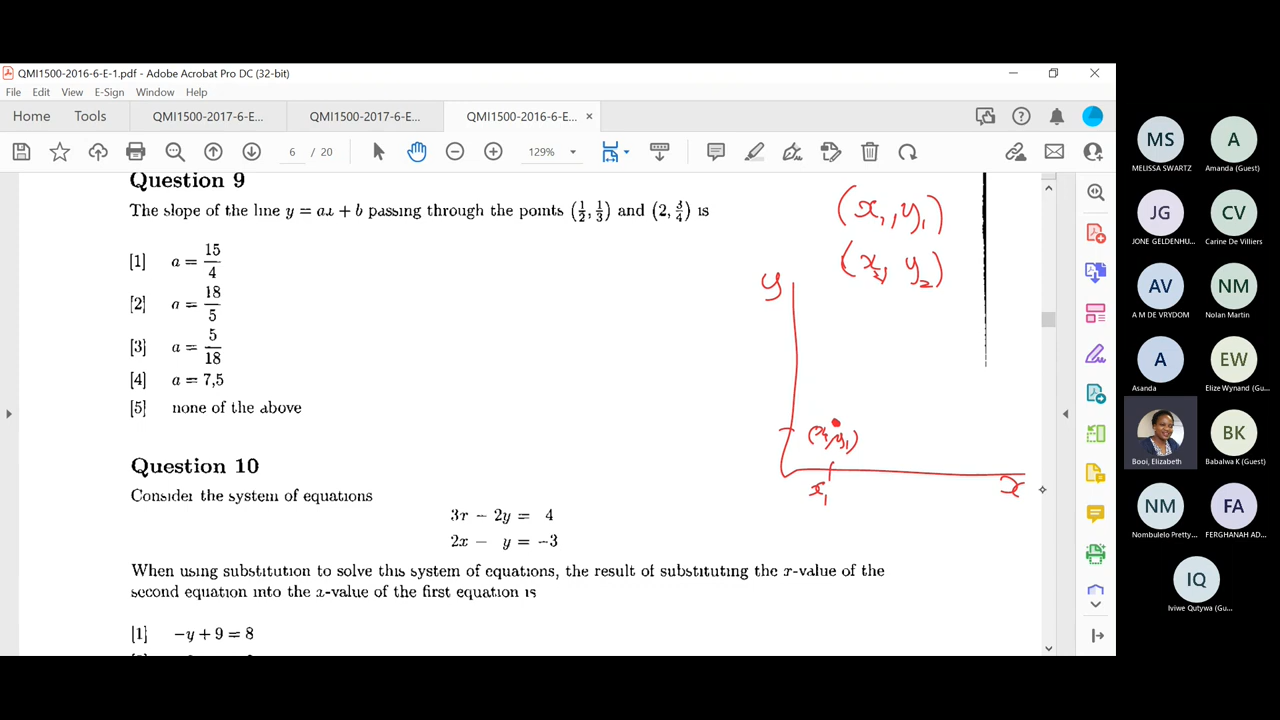 QMI1500-2016-6-E-1.pdf - Adobe Acrobat Pro DC (32-bit)
File Edit View E-Sign Window Help
Home Tools QMI1500-2017-6-E... QMI1500-2017-6-E... QMI1500-2016-6-E... ×
6 / 20 129%
Question 9
The slope of the line y = ax + b passing through the points (1/2, 1/3) and (2, 3/4) is
[1] a = 15/4
[2] a = 18/5
[3] a = 5/18
[4] a = 7,5
[5] none of the above
(x₁, y₁)
(x₂, y₂)
y
(x₁, y₁)
x₁
x
Question 10
Consider the system of equations
3x − 2y = 4
2x − y = −3
When using substitution to solve this system of equations, the result of substituting the x-value of the
second equation into the x-value of the first equation is
[1] −y + 9 = 8
MS
MELISSA SWARTZ
A
Amanda (Guest)
JG
JONE GELDENHU...
CV
Carine De Villiers
AV
A M DE VRYDOM
NM
Nolan Martin
A
Asanda
EW
Elize Wynand (Gu...
Booi, Elizabeth
BK
Babalwa K (Guest)
NM
Nombulelo Pretty...
FA
FERGHANAH AD...
IQ
Iviwe Qutywa (Gu...